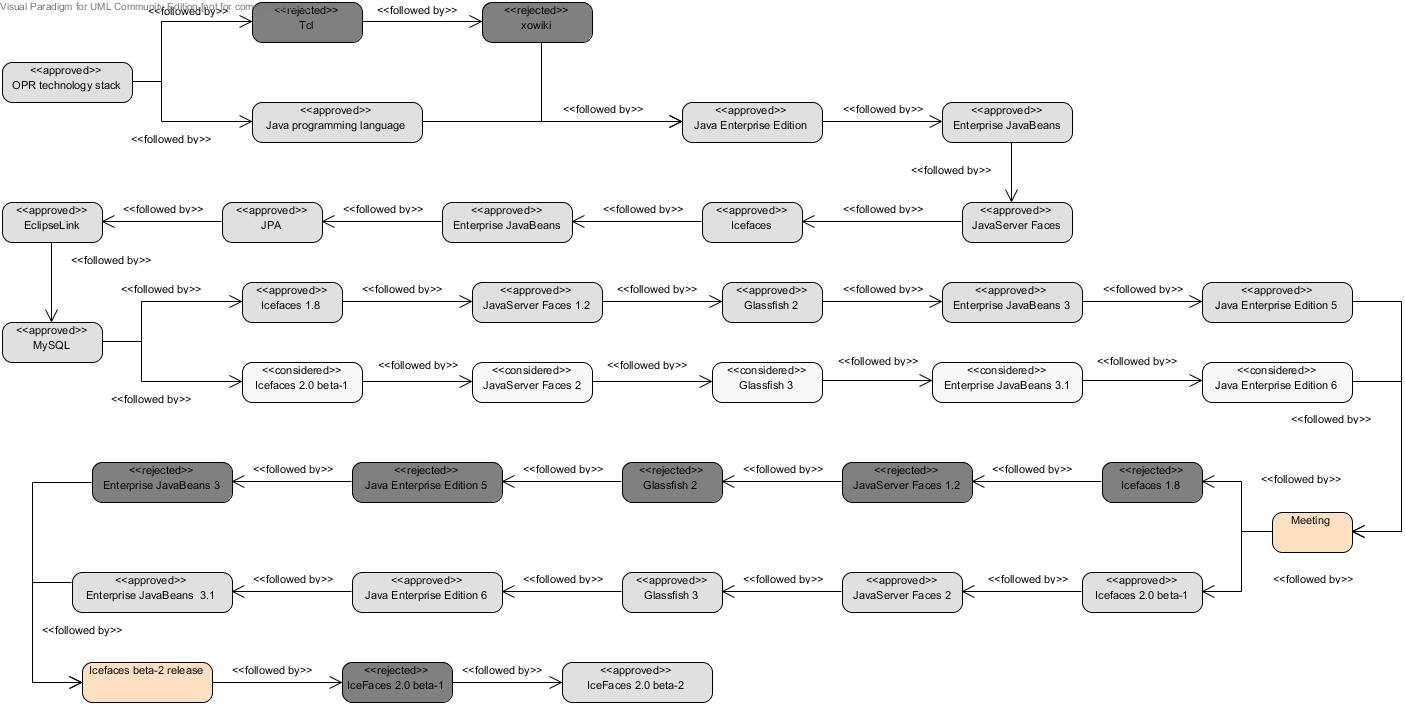 Visual Paradigm for UML Community Edition [not for com
<<followed by>>
<<rejected>>
Tcl
<<followed by>>
<<rejected>>
xowiki
<<approved>>
OPR technology stack
<<followed by>>
<<approved>>
Java programming language
<<followed by>>
<<approved>>
Java Enterprise Edition
<<followed by>>
<<approved>>
Enterprise JavaBeans
<<followed by>>
<<approved>>
EclipseLink
<<followed by>>
<<approved>>
JPA
<<followed by>>
<<approved>>
Enterprise JavaBeans
<<followed by>>
<<approved>>
Icefaces
<<followed by>>
<<approved>>
JavaServer Faces
<<followed by>>
<<approved>>
MySQL
<<followed by>>
<<approved>>
Icefaces 1.8
<<followed by>>
<<approved>>
JavaServer Faces 1.2
<<followed by>>
<<approved>>
Glassfish 2
<<followed by>>
<<approved>>
Enterprise JavaBeans 3
<<followed by>>
<<approved>>
Java Enterprise Edition 5
<<followed by>>
<<considered>>
Icefaces 2.0 beta-1
<<followed by>>
<<considered>>
JavaServer Faces 2
<<followed by>>
<<considered>>
Glassfish 3
<<followed by>>
<<considered>>
Enterprise JavaBeans 3.1
<<followed by>>
<<considered>>
Java Enterprise Edition 6
<<followed by>>
<<rejected>>
Enterprise JavaBeans 3
<<followed by>>
<<rejected>>
Java Enterprise Edition 5
<<followed by>>
<<rejected>>
Glassfish 2
<<followed by>>
<<rejected>>
JavaServer Faces 1.2
<<followed by>>
<<rejected>>
Icefaces 1.8
<<followed by>>
Meeting
<<approved>>
Enterprise JavaBeans  3.1
<<followed by>>
<<approved>>
Java Enterprise Edition 6
<<followed by>>
<<approved>>
Glassfish 3
<<followed by>>
<<approved>>
JavaServer Faces 2
<<followed by>>
<<approved>>
Icefaces 2.0 beta-1
<<followed by>>
<<followed by>>
Icefaces beta-2 release
<<followed by>>
<<rejected>>
IceFaces 2.0 beta-1
<<followed by>>
<<approved>>
IceFaces 2.0 beta-2